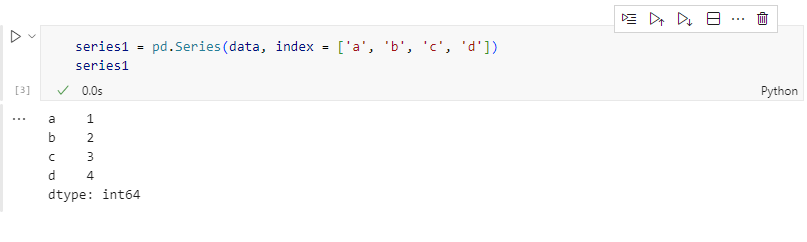 series1 = pd.Series(data, index = ['a', 'b', 'c', 'd'])
series1
[3]
0.0s
Python
a    1
b    2
c    3
d    4
dtype: int64